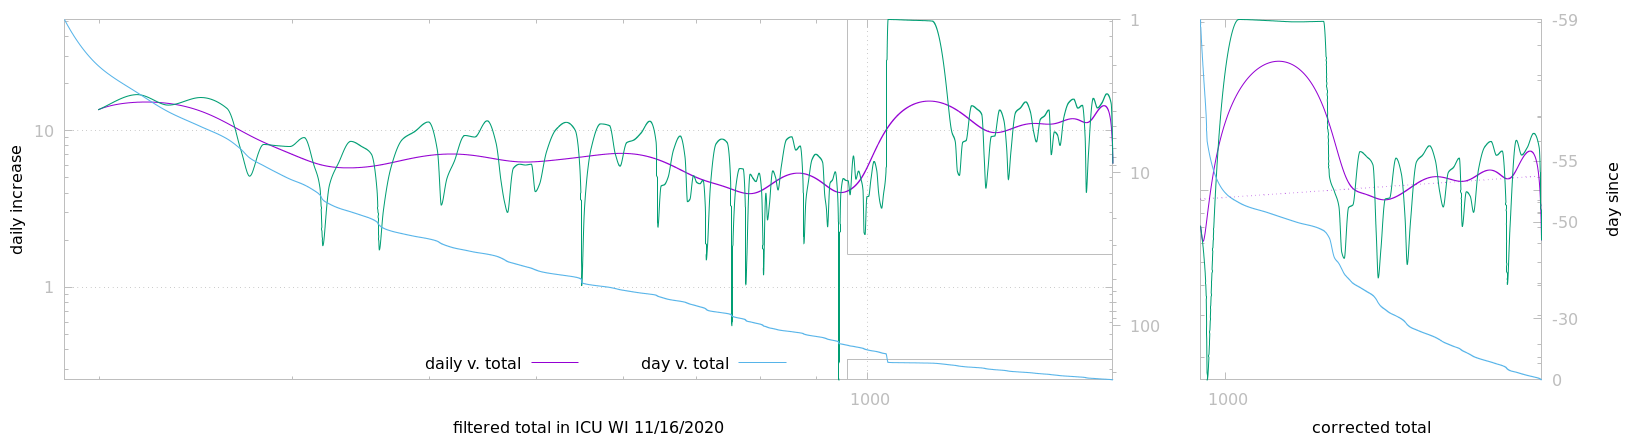 daily increase
10
1
1
10
100
1000
daily v. total
day v. total
filtered total in ICU WI 11/16/2020
-59
-55
-50
-30
0
day since
1000
corrected total